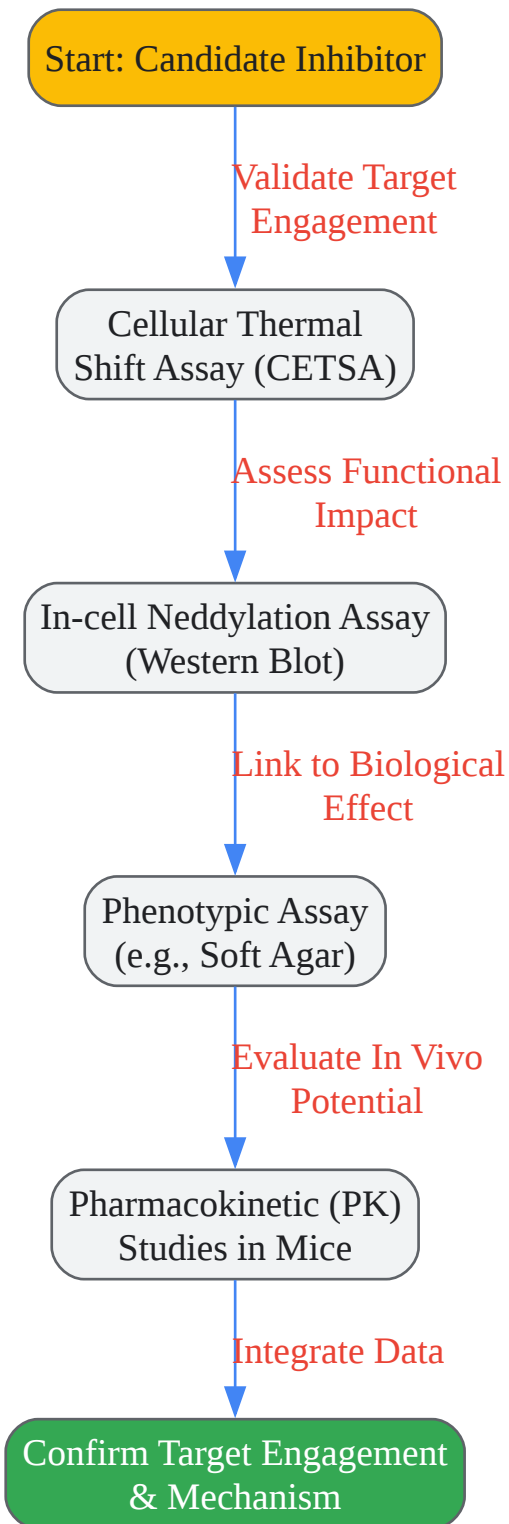 Start: Candidate Inhibitor
Validate Target
Engagement
Cellular Thermal
Shift Assay (CETSA)
Assess Functional
Impact
In-cell Neddylation Assay
(Western Blot)
Link to Biological
Effect
Phenotypic Assay
(e.g., Soft Agar)
Evaluate In Vivo
Potential
Pharmacokinetic (PK)
Studies in Mice
Integrate Data
Confirm Target Engagement
& Mechanism